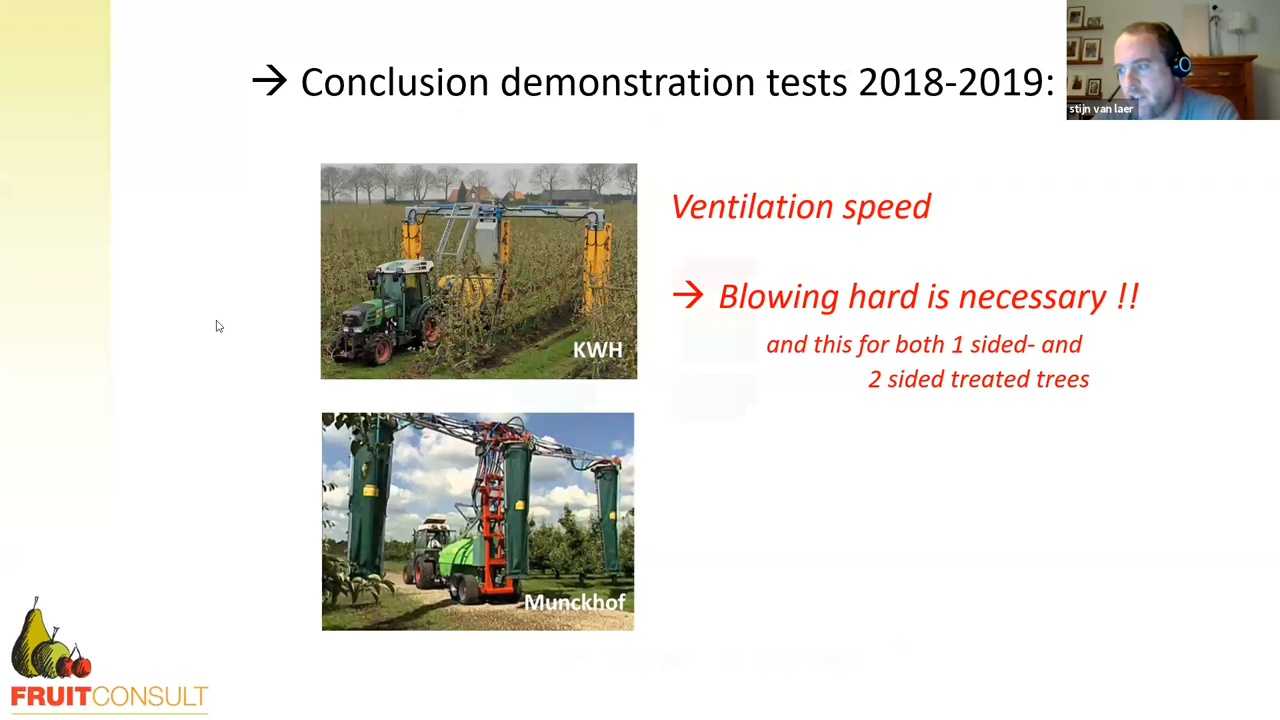 → Conclusion demonstration tests 2018-2019:
stijn van laer
Ventilation speed
→ Blowing hard is necessary !!
and this for both 1 sided- and
2 sided treated trees
KWH
Munckhof
FRUITCONSULT